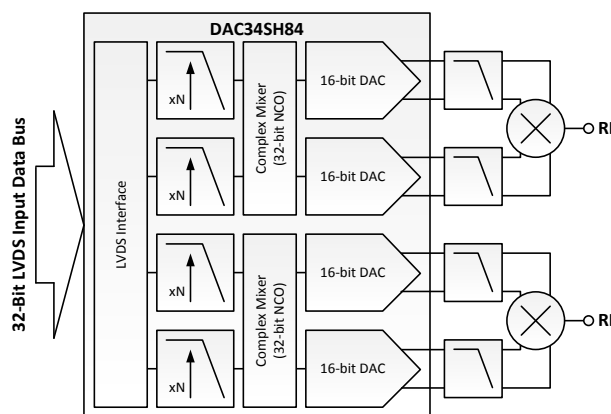 DAC34SH84
xN
Complex Mixer
(32-bit NCO)
16-bit DAC
xN
16-bit DAC
RF
32-Bit LVDS Input Data Bus
LVDS Interface
xN
Complex Mixer
(32-bit NCO)
16-bit DAC
xN
16-bit DAC
RF